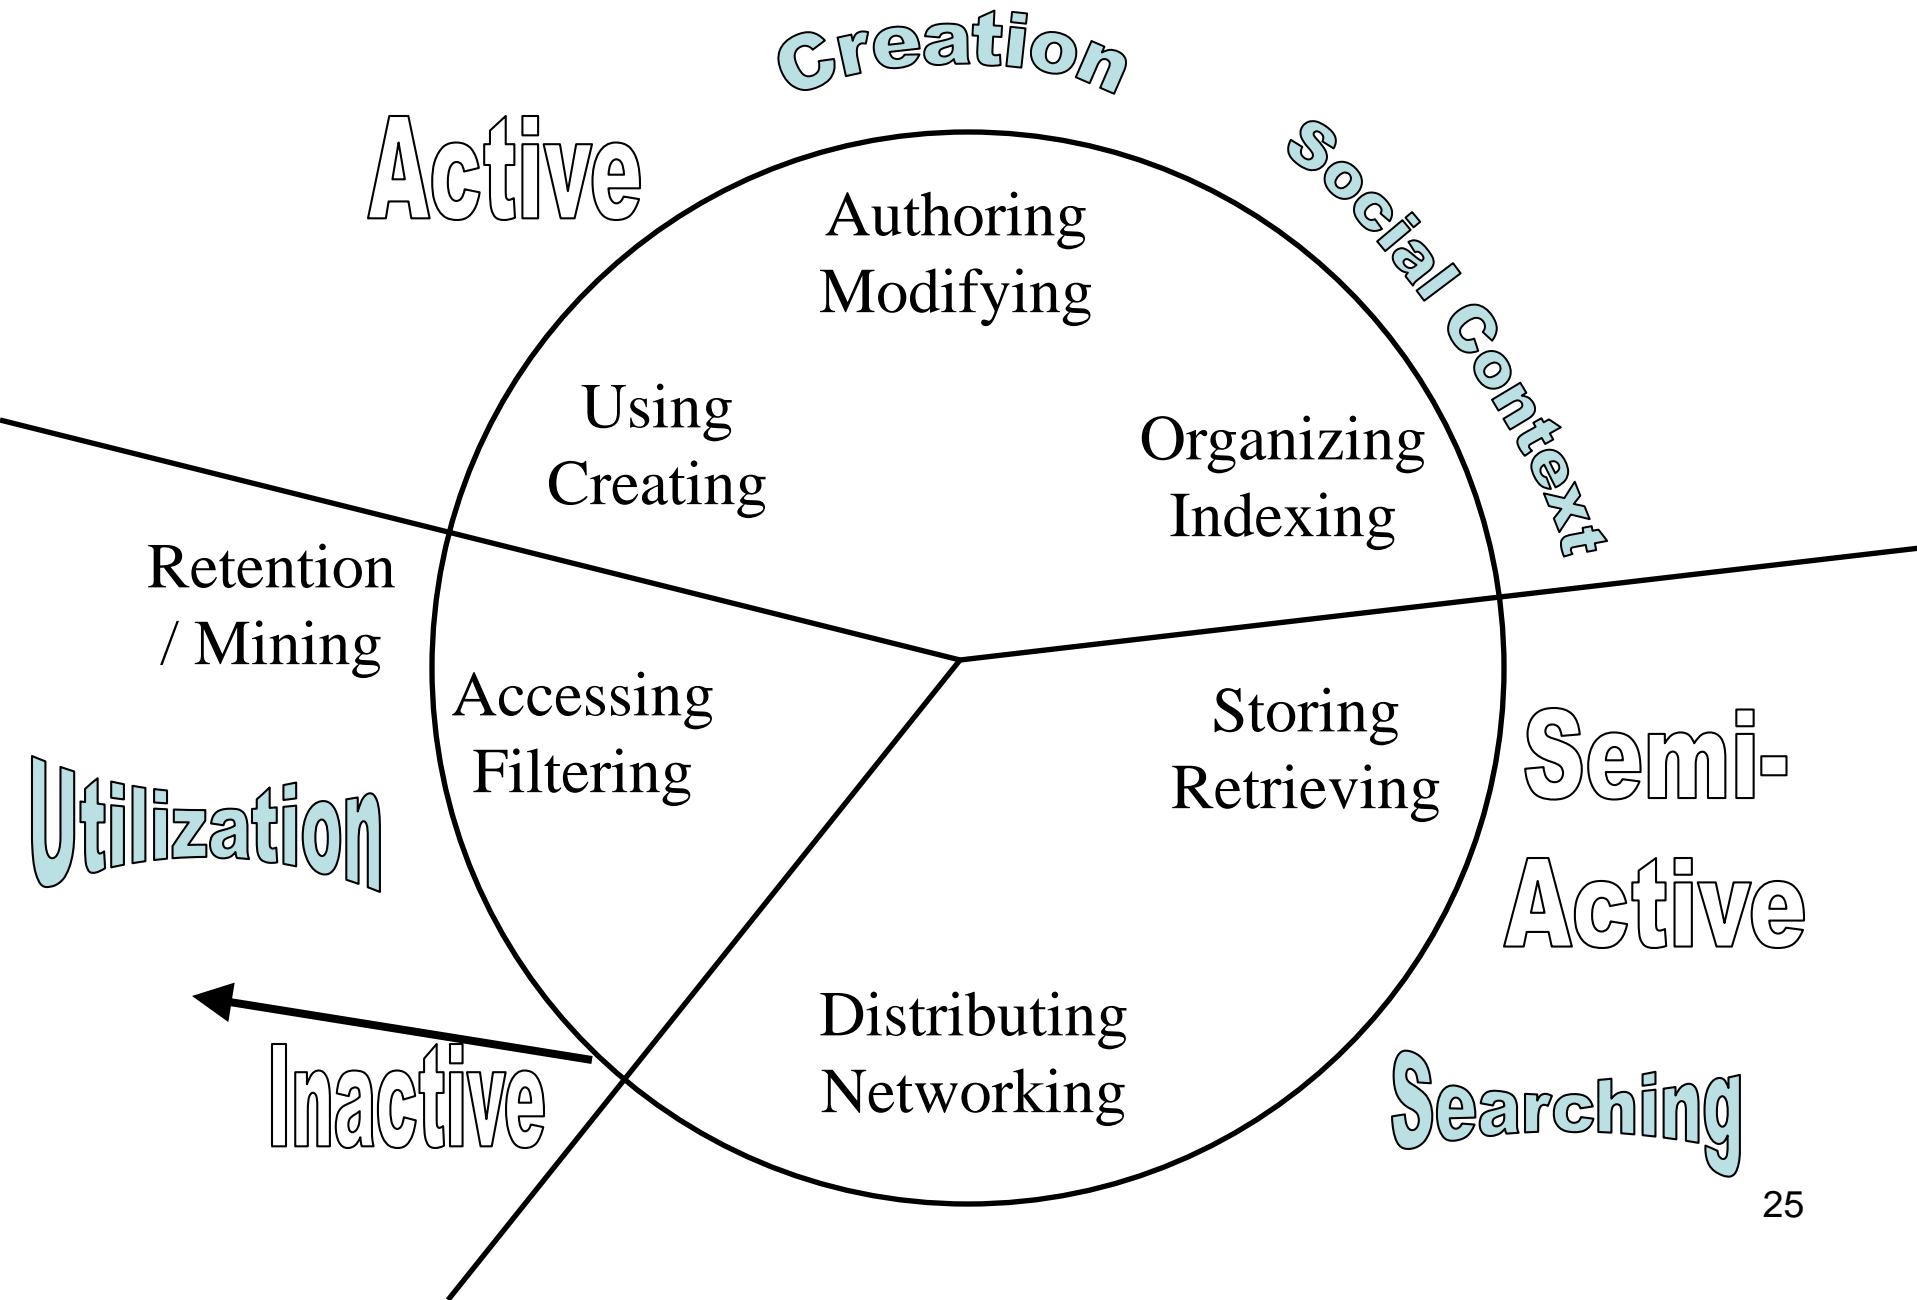 Creation
Active
Social Context
Authoring
Modifying
Using
Creating
Organizing
Indexing
Retention
/ Mining
Accessing
Filtering
Storing
Retrieving
Semi-
Active
Utilization
Distributing
Networking
Inactive
Searching
25